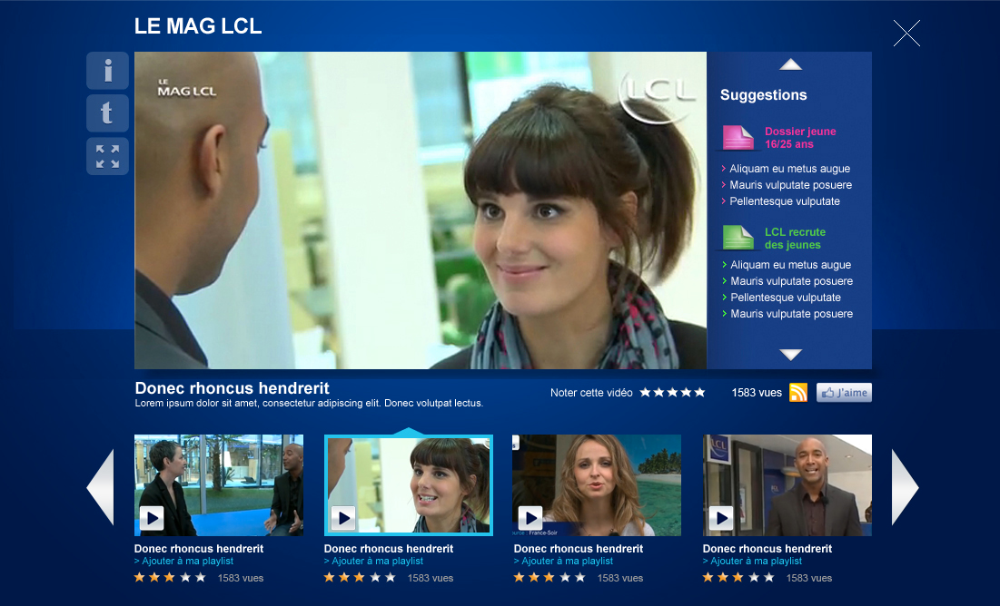 LE MAG LCL
i
t
LE
MAG LCL
LCL
Suggestions
Dossier jeune
16/25 ans
Aliquam eu metus augue
Mauris vulputate posuere
Pellentesque vulputate
LCL recrute
des jeunes
Aliquam eu metus augue
Mauris vulputate posuere
Pellentesque vulputate
Mauris vulputate posuere
Donec rhoncus hendrerit
Lorem ipsum dolor sit amet, consectetur adipiscing elit. Donec volutpat lectus.
Noter cette vidéo
1583 vues
J'aime
LCL
: France-Soir
Donec rhoncus hendrerit
> Ajouter à ma playlist
1583 vues
Donec rhoncus hendrerit
> Ajouter à ma playlist
1583 vues
Donec rhoncus hendrerit
> Ajouter à ma playlist
1583 vues
Donec rhoncus hendrerit
> Ajouter à ma playlist
1583 vues